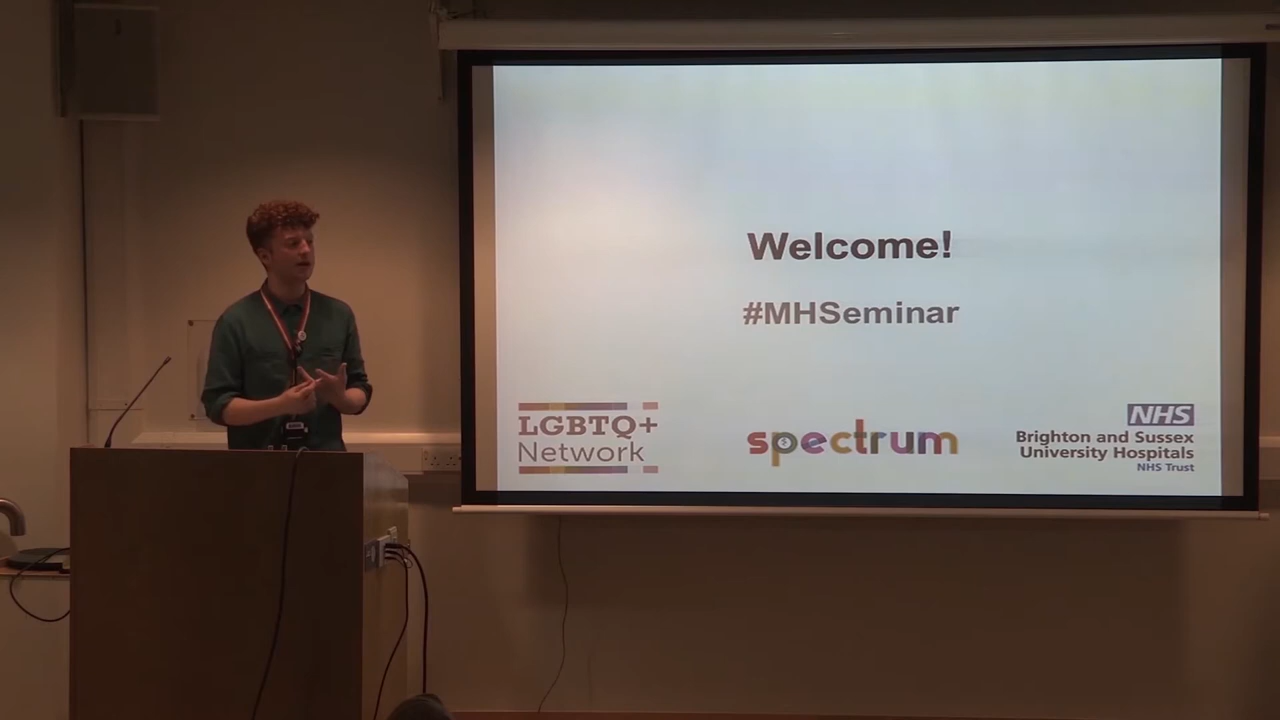 Welcome!
#MHSeminar
LGBTQ+
Network
spectrum
NHS
Brighton and Sussex
University Hospitals
NHS Trust